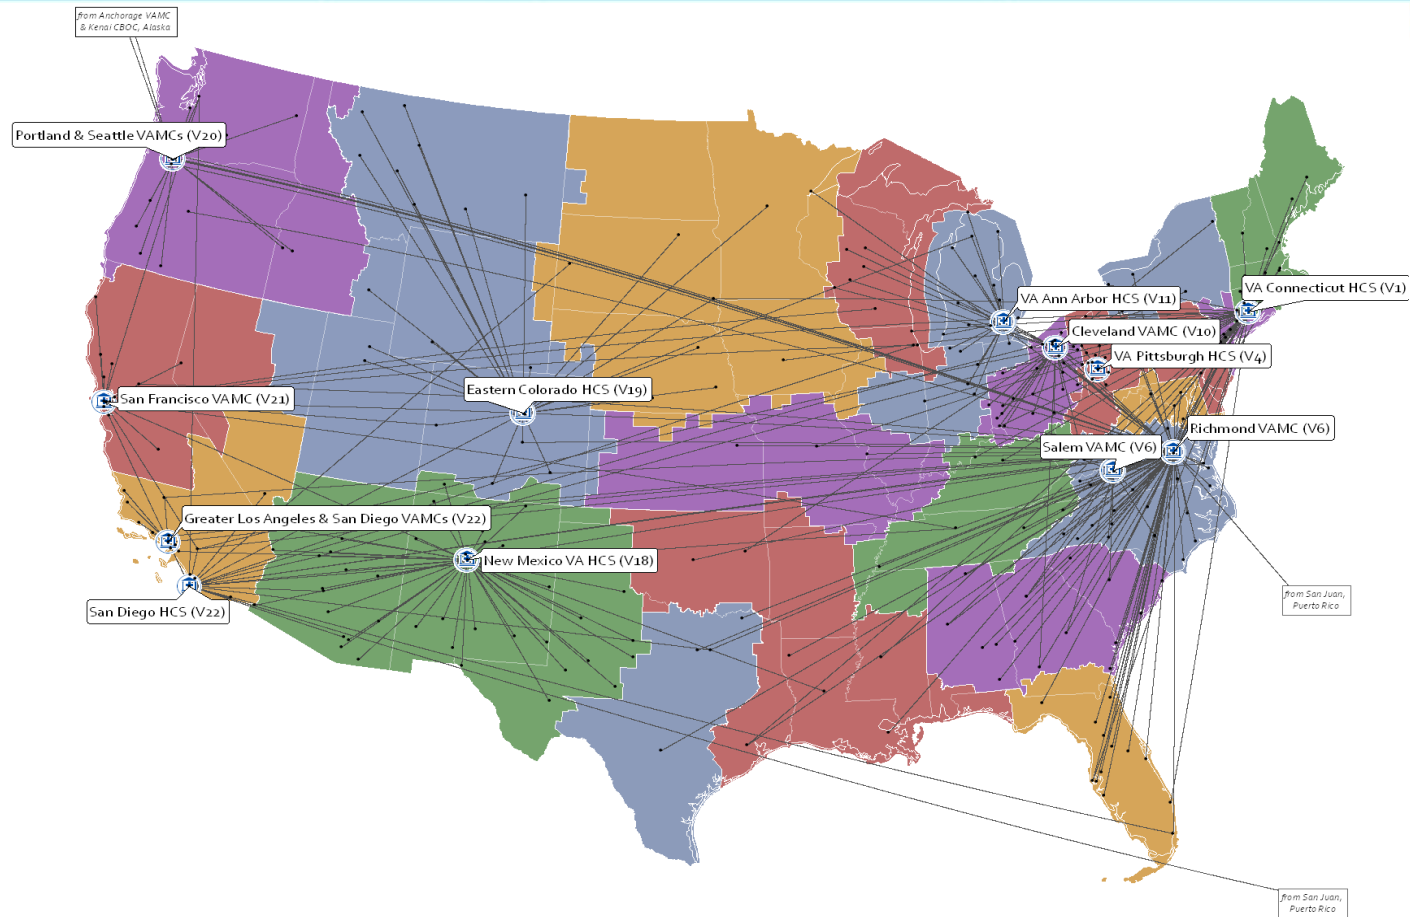 from Anchorage VAMC
& Kenai CBOC, Alaska
Portland & Seattle VAMCs (V20)
VA Connecticut HCS (V1)
VA Ann Arbor HCS (V11)
Cleveland VAMC (V10)
VA Pittsburgh HCS (V4)
Eastern Colorado HCS (V19)
San Francisco VAMC (V21)
Richmond VAMC (V6)
Salem VAMC (V6)
Greater Los Angeles & San Diego VAMCs (V22)
New Mexico VA HCS (V18)
San Diego HCS (V22)
from San Juan,
Puerto Rico
from San Juan,
Puerto Rico